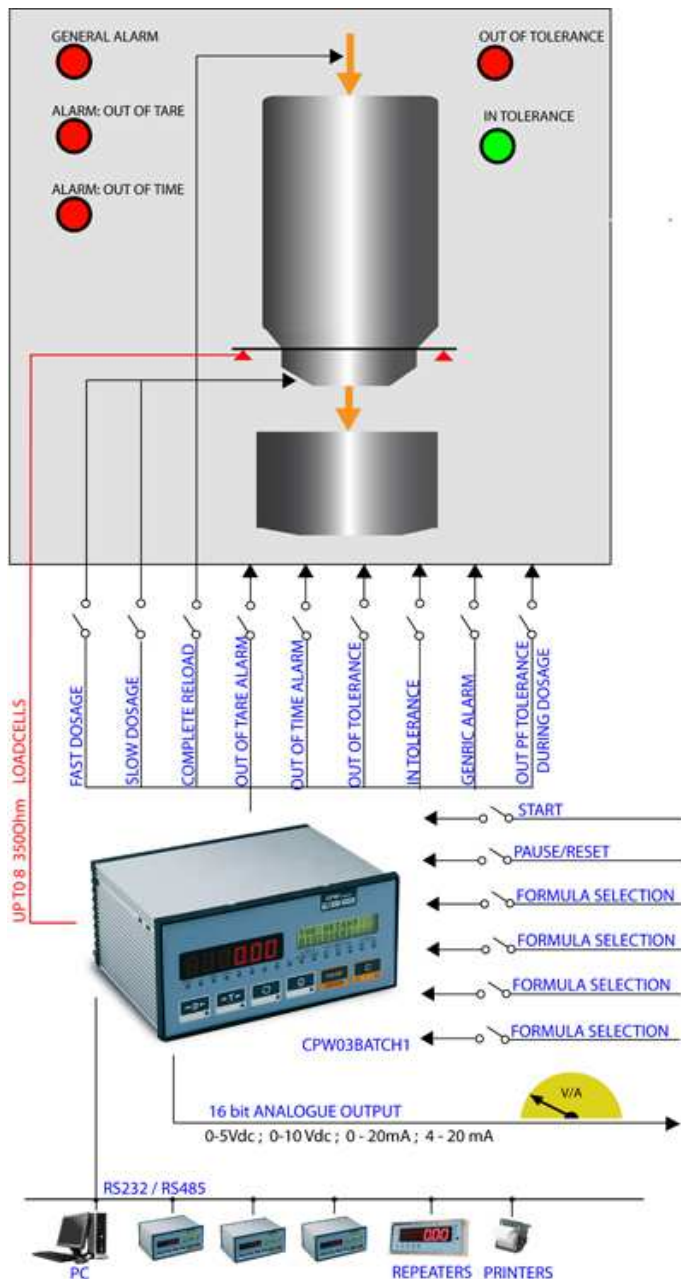 GENERAL ALARM
OUT OF TOLERANCE
ALARM: OUT OF TARE
IN TOLERANCE
ALARM: OUT OF TIME
UP TO 8 350Ohm LOADCELLS
FAST DOSAGE
SLOW DOSAGE
COMPLETE RELOAD
OUT OF TARE ALARM
OUT OF TIME ALARM
OUT OF TOLERANCE
IN TOLERANCE
GENRIC ALARM
OUT PF TOLERANCE
DURING DOSAGE
START
PAUSE/RESET
FORMULA SELECTION
FORMULA SELECTION
FORMULA SELECTION
FORMULA SELECTION
0.00
CPW03BATCH1
V/A
16 bit ANALOGUE OUTPUT
0-5Vdc ; 0-10 Vdc ; 0 - 20mA ; 4 - 20 mA
RS232 / RS485
0.00
PC
REPEATERS
PRINTERS